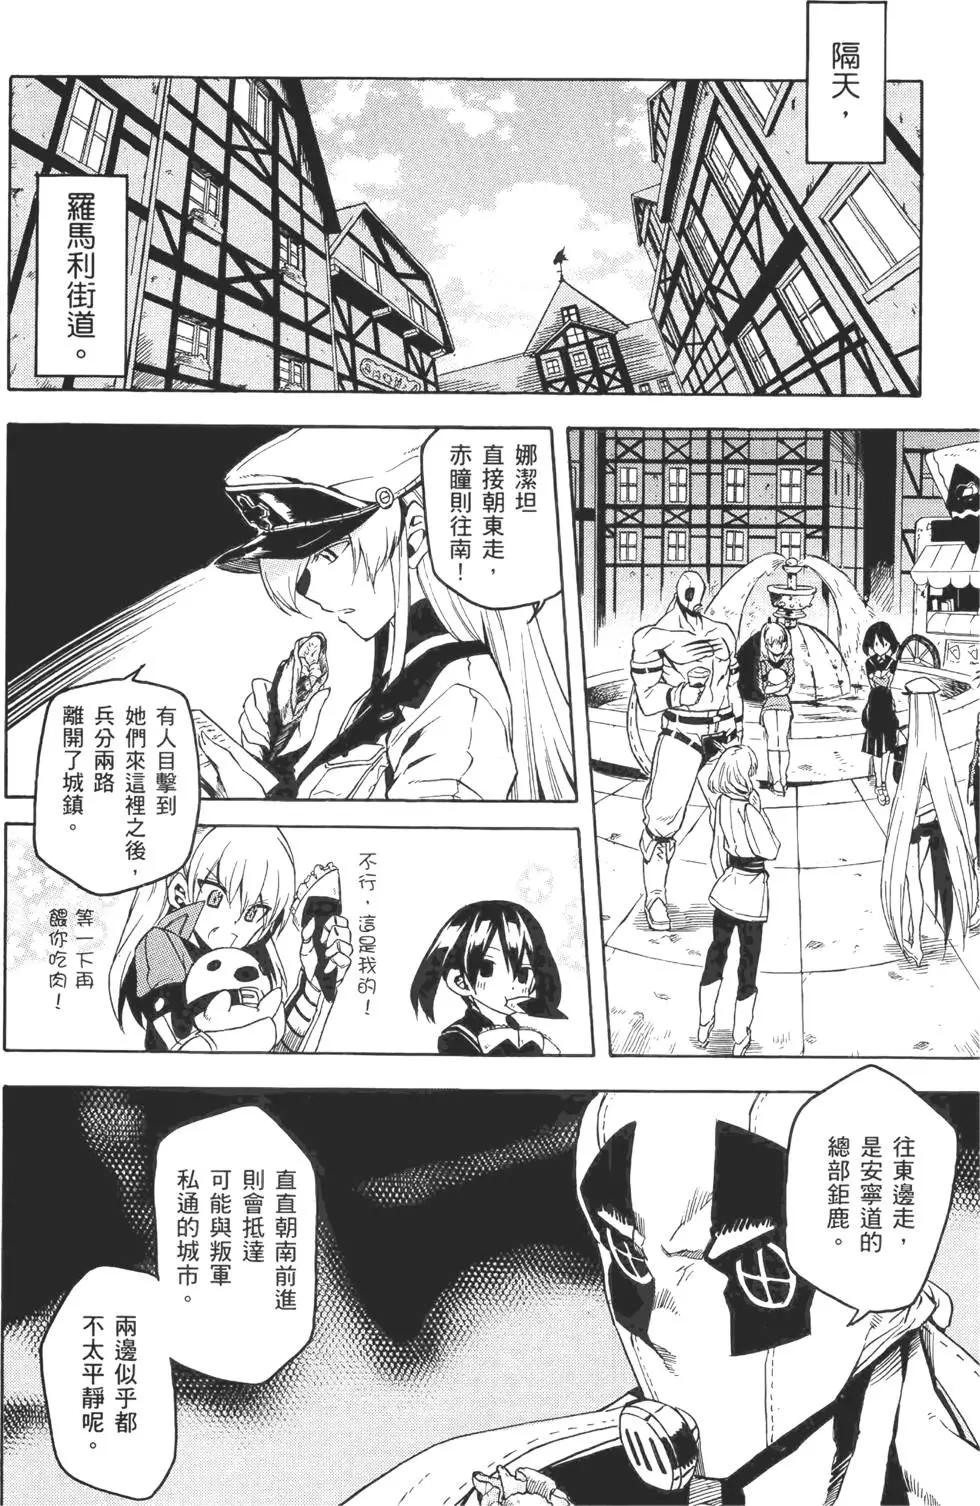 隔天，
羅馬利街道。
娜潔坦
直接朝東走，
赤瞳則往南！
有人目擊到
她們來這裡之後，
兵分兩路
離開了城鎮。
不行，這是我的！
等一下再
餵你吃肉！
往東邊走，
是安寧道的
總部鉅鹿。
直直朝南前進
則會抵達
可能與叛軍
私通的城市。
兩邊似乎都
不太平靜呢。